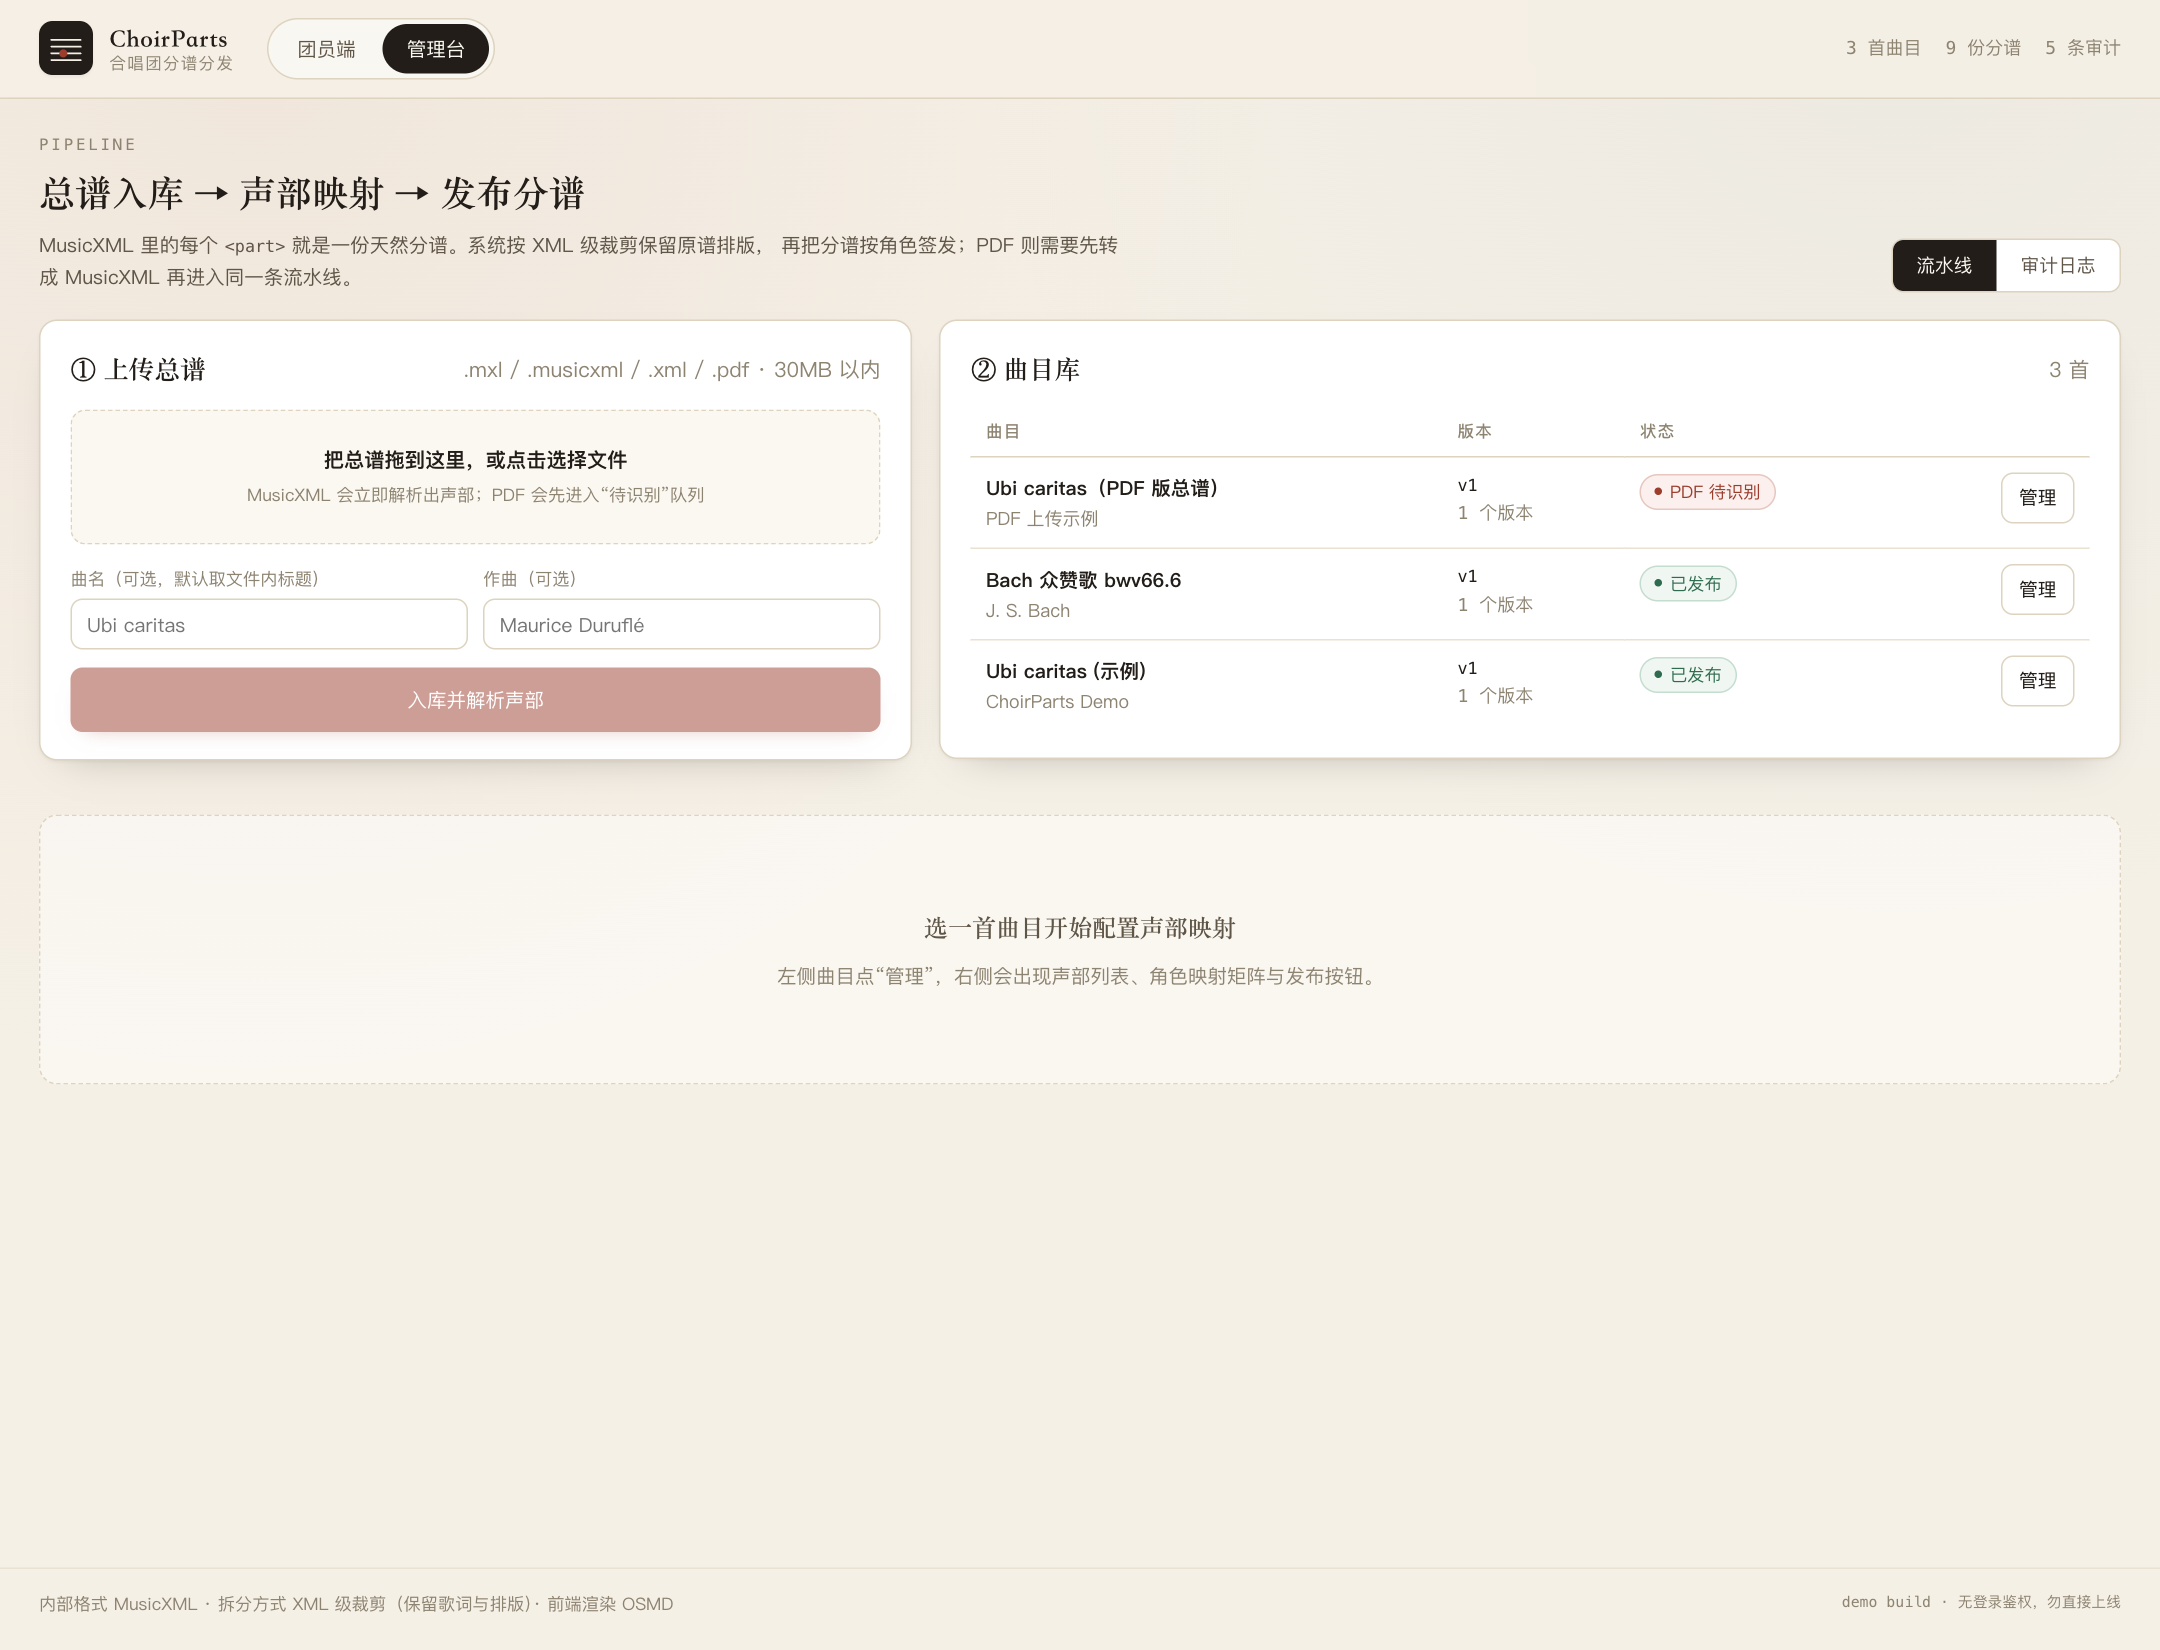 ChoirParts
合唱团分谱分发
团员端
管理台
3 首曲目 9 份分谱 5 条审计
PIPELINE
总谱入库 → 声部映射 → 发布分谱
MusicXML 里的每个 <part> 就是一份天然分谱。系统按 XML 级裁剪保留原谱排版， 再把分谱按角色签发；PDF 则需要先转
成 MusicXML 再进入同一条流水线。
流水线
审计日志
① 上传总谱
.mxl / .musicxml / .xml / .pdf · 30MB 以内
把总谱拖到这里，或点击选择文件
MusicXML 会立即解析出声部；PDF 会先进入“待识别”队列
曲名（可选，默认取文件内标题）
作曲（可选）
Ubi caritas
Maurice Duruflé
入库并解析声部
② 曲目库
3 首
曲目
版本
状态
Ubi caritas（PDF 版总谱）
PDF 上传示例
v1
1 个版本
PDF 待识别
管理
Bach 众赞歌 bwv66.6
J. S. Bach
v1
1 个版本
已发布
管理
Ubi caritas (示例)
ChoirParts Demo
v1
1 个版本
已发布
管理
选一首曲目开始配置声部映射
左侧曲目点“管理”，右侧会出现声部列表、角色映射矩阵与发布按钮。
内部格式 MusicXML · 拆分方式 XML 级裁剪（保留歌词与排版）· 前端渲染 OSMD
demo build · 无登录鉴权，勿直接上线